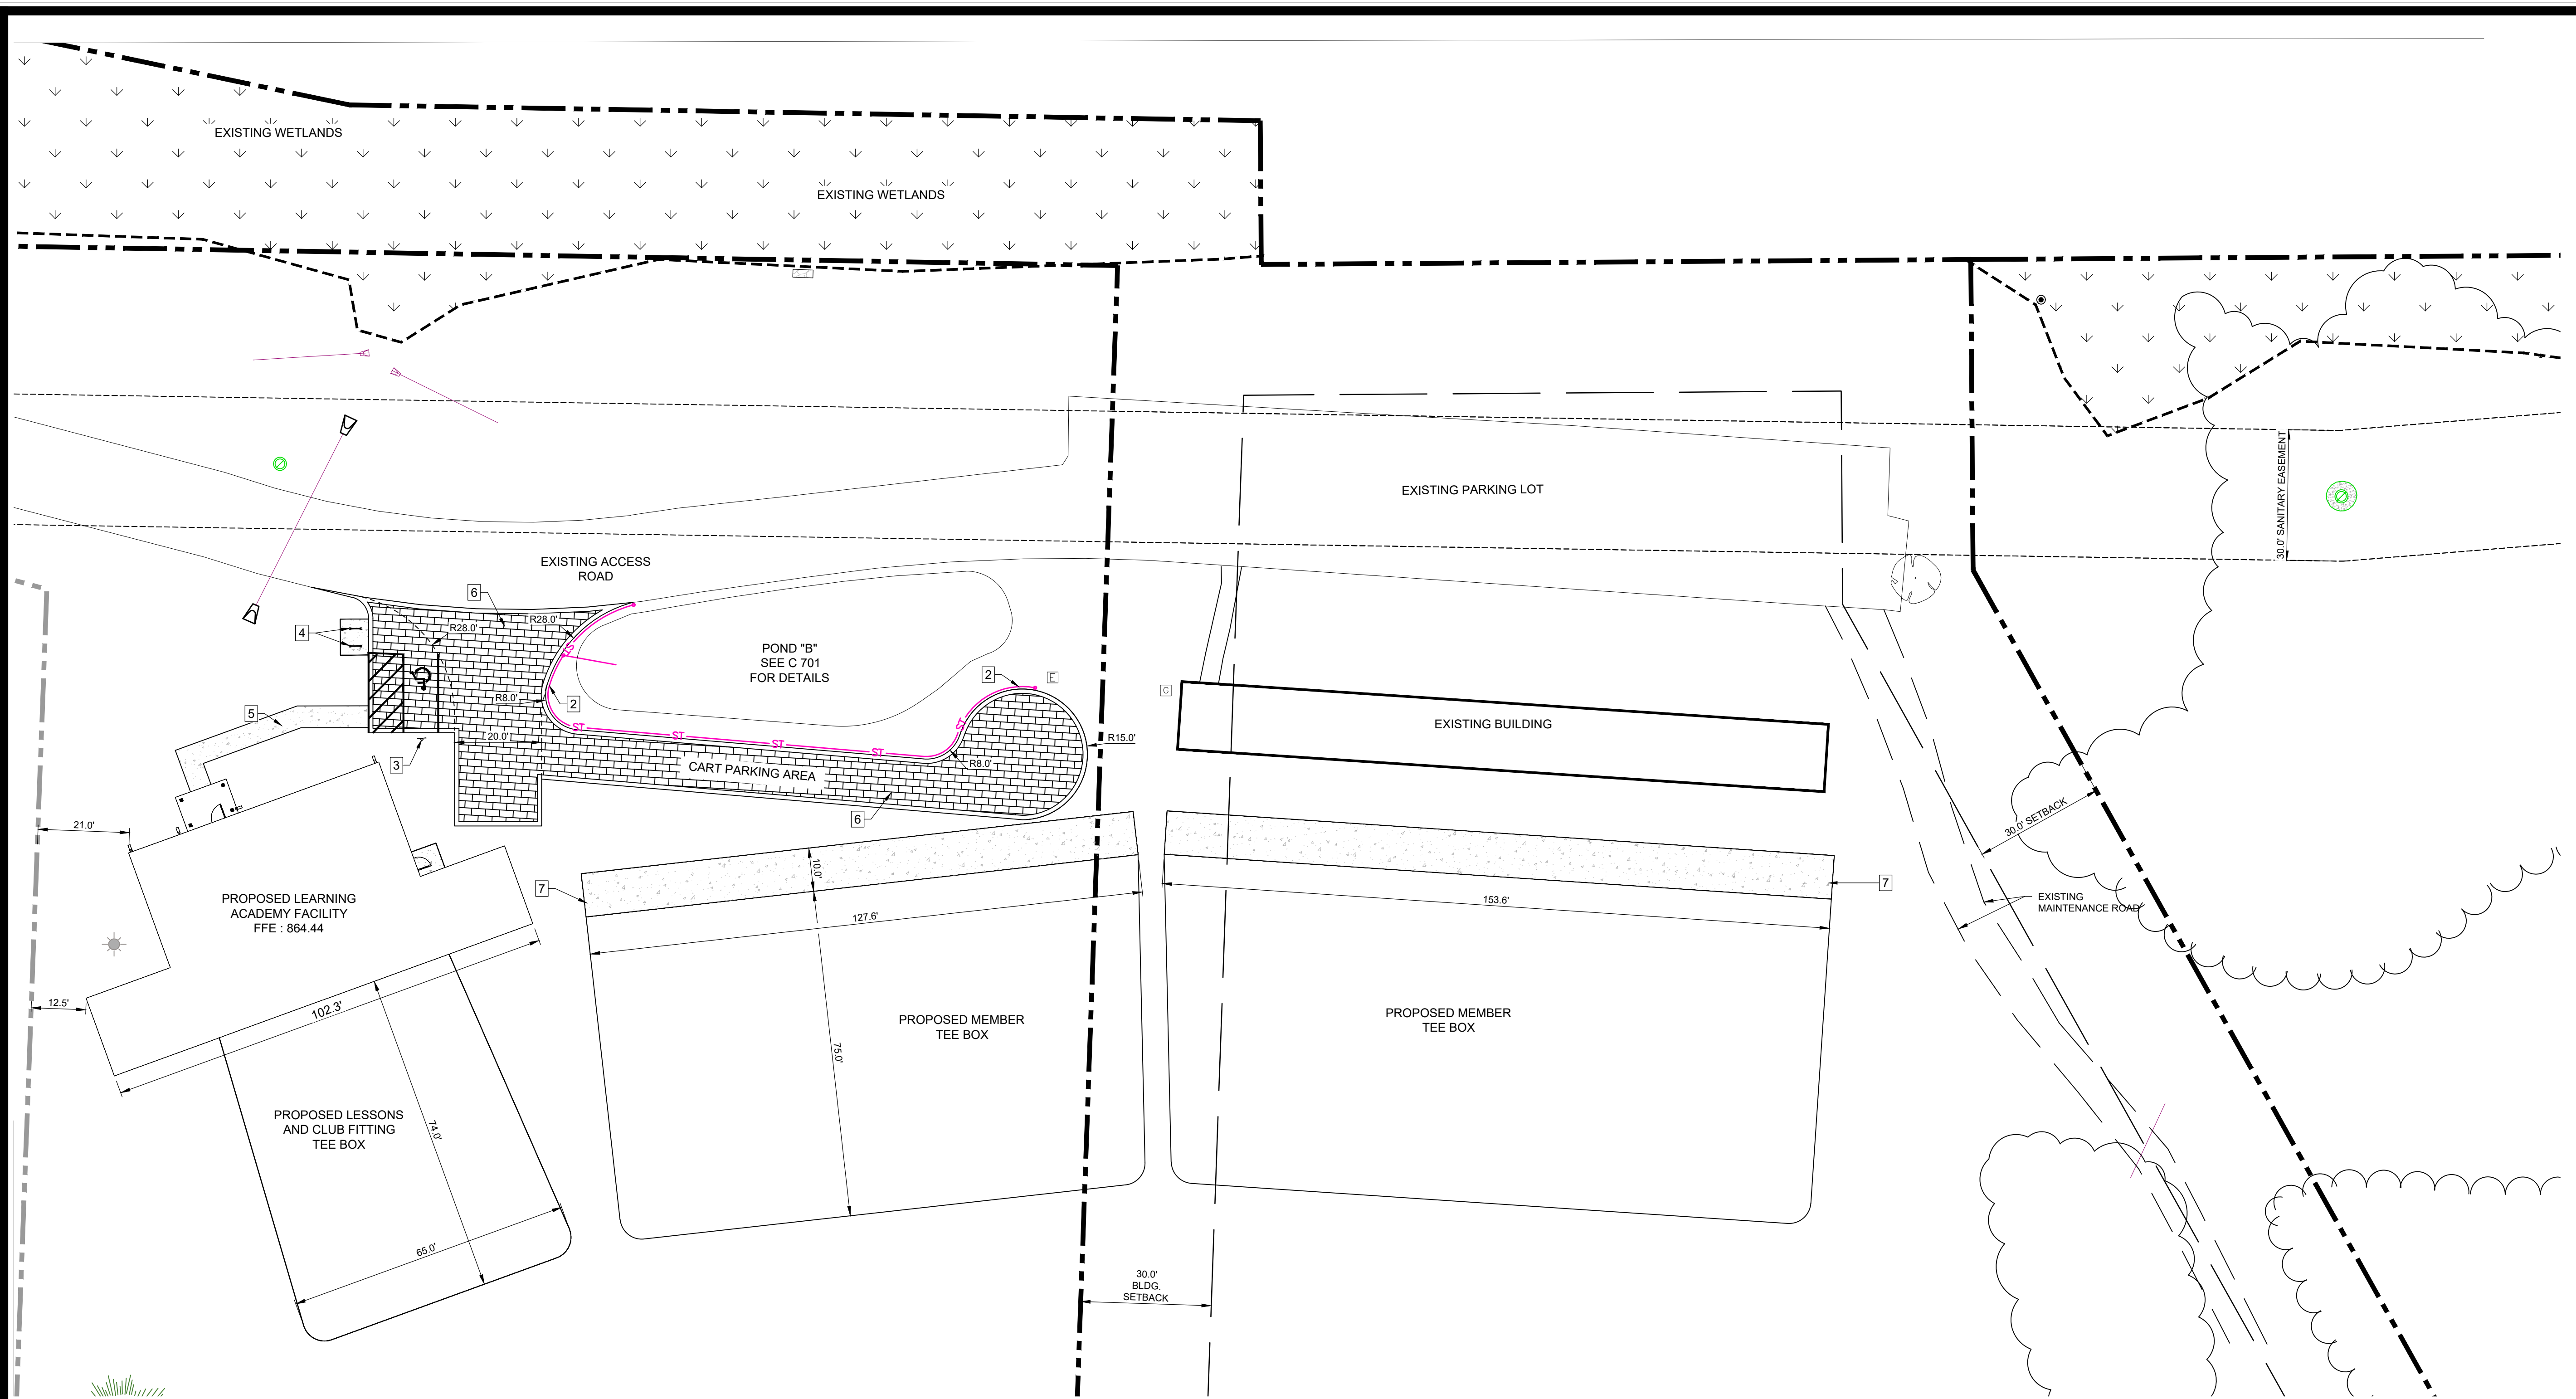 EXISTING WETLANDS
EXISTING WETLANDS
30.0' SANITARY EASEMENT
EXISTING PARKING LOT
EXISTING ACCESS
ROAD
6
4
R28.0'
R28.0'
ST
POND "B"
SEE C 701
FOR DETAILS
2
E
G
R8.0'
2
5
ST
ST
ST
ST
ST
EXISTING BUILDING
20.0'
R15.0'
3
R8.0'
CART PARKING AREA
6
30.0' SETBACK
21.0'
10.0'
7
7
127.6'
153.6'
PROPOSED LEARNING
ACADEMY FACILITY
FFE : 864.44
EXISTING
MAINTENANCE ROAD
12.5'
102.3'
PROPOSED MEMBER
TEE BOX
PROPOSED MEMBER
TEE BOX
75.0'
PROPOSED LESSONS
AND CLUB FITTING
TEE BOX
74.0'
65.0'
30.0'
BLDG.
SETBACK